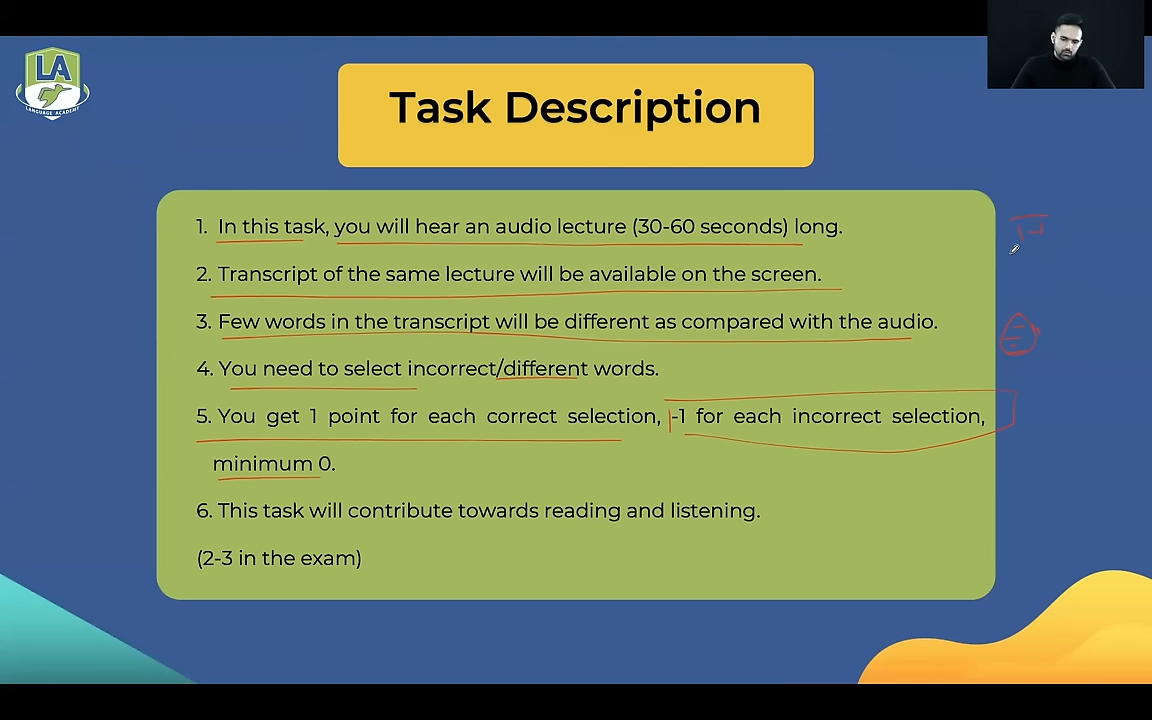 LA
LANGUAGE ACADEMY
Task Description
1. In this task, you will hear an audio lecture (30-60 seconds) long.
2. Transcript of the same lecture will be available on the screen.
3. Few words in the transcript will be different as compared with the audio.
4. You need to select incorrect/different words.
5. You get 1 point for each correct selection, -1 for each incorrect selection,
minimum 0.
6. This task will contribute towards reading and listening.
(2-3 in the exam)